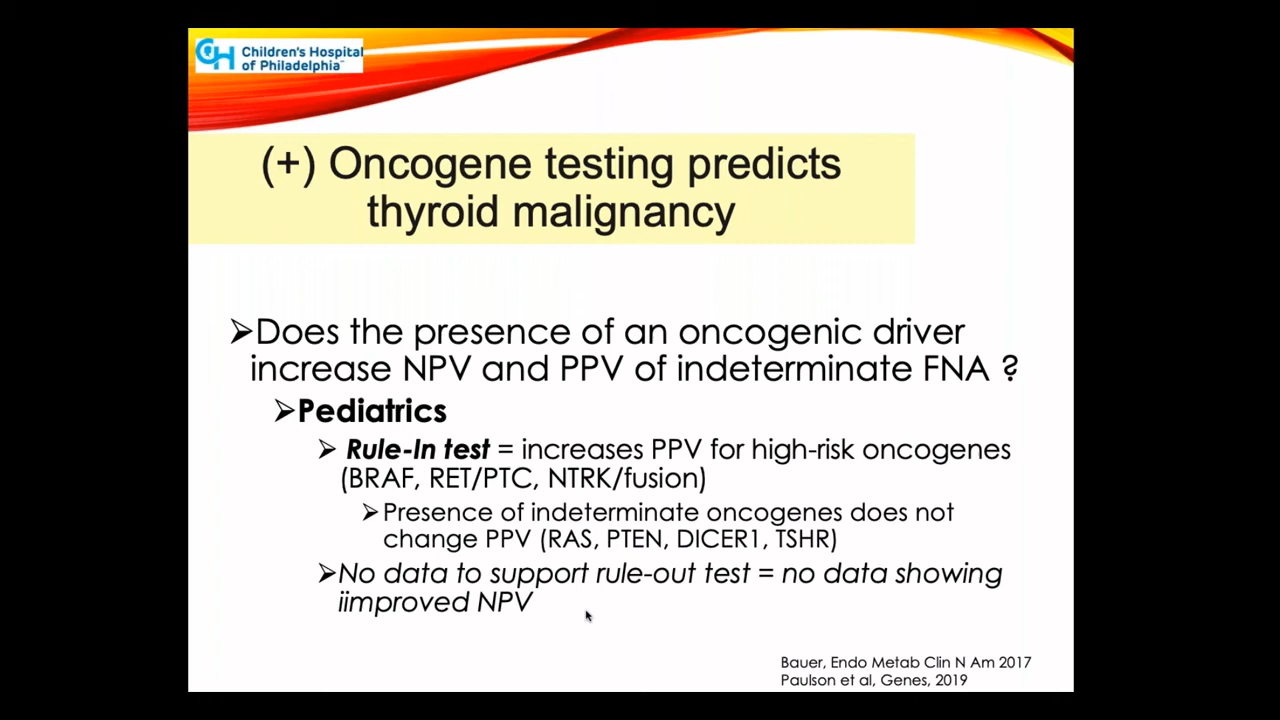 Children's Hospital
of Philadelphia™
(+) Oncogene testing predicts
thyroid malignancy
➢Does the presence of an oncogenic driver
increase NPV and PPV of indeterminate FNA ?
➢Pediatrics
➢ Rule-In test = increases PPV for high-risk oncogenes
(BRAF, RET/PTC, NTRK/fusion)
➢Presence of indeterminate oncogenes does not
change PPV (RAS, PTEN, DICER1, TSHR)
➢No data to support rule-out test = no data showing
iimproved NPV
Bauer, Endo Metab Clin N Am 2017
Paulson et al, Genes, 2019